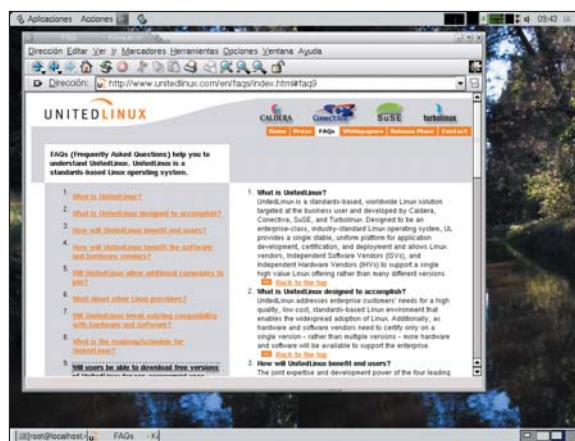 Aplicaciones Acciones
09:43
FAQs
Dirección Editar Ver Ir Marcadores Herramientas Opciones Ventana Ayuda
Dirección: http://www.unitedlinux.com/en/faqs/index.html#faq9
UNITEDLINUX
CALDERA Conectiva SuSE turbolinux
Home Press FAQs Whitepapers Release Plans Contact
FAQs (Frequently Asked Questions) help you to
understand UnitedLinux. UnitedLinux is a
standards-based Linux operating system.
1. What is UnitedLinux?
2. What is UnitedLinux designed to accomplish?
3. How will UnitedLinux benefit end users?
4. How will UnitedLinux benefit the software
and hardware vendors?
5. Will UnitedLinux allow additional companies to
join?
6. What about other Linux providers?
7. Will UnitedLinux break existing compatibility
with hardware and software?
8. What is the roadmap/schedule for
UnitedLinux?
9. Will users be able to download free versions
of UnitedLinux for non-commercial use?
1. What is UnitedLinux?
UnitedLinux is a standards-based, worldwide Linux solution
targeted at the business user and developed by Caldera,
Conectiva, SuSE, and Turbolinux. Designed to be an
enterprise-class, industry-standard Linux operating system, UL
provides a single stable, uniform platform for application
development, certification, and deployment and allows Linux
vendors, Independent Software Vendors (ISVs), and
Independent Hardware Vendors (IHVs) to support a single
high value Linux offering rather than many different versions.
Back to the top
2. What is UnitedLinux designed to accomplish?
UnitedLinux addresses enterprise customers' needs for a high
quality, low cost, standards-based Linux environment that
enables the widespread adoption of Linux. Additionally, as
hardware and software vendors need to certify only on a
single version - rather than multiple versions - more hardware
and software will be available to support the enterprise.
Back to the top
3. How will UnitedLinux benefit end users?
The joint expertise and development power of the four leading
[root@localhost:
FAQs